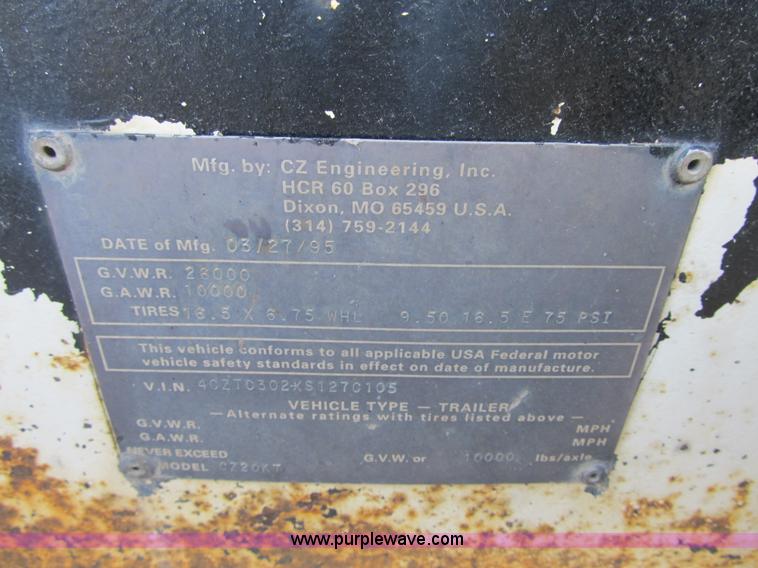 Mfg. by: CZ Engineering, Inc.
HCR 60 Box 296
Dixon, MO 65459 U.S.A.
(314) 759-2144
DATE of Mfg. 03/27/95
G.V.W.R. 23000
G.A.W.R. 10000
TIRES 16.5 X 6.75 WHL 9.50 16.5 E 75 PSI
This vehicle conforms to all applicable USA Federal motor
vehicle safety standards in effect on date of manufacture.
V.I.N.
VEHICLE TYPE — TRAILER
—Alternate ratings with tires listed above —
G.V.W.R. MPH
G.A.W.R. MPH
NEVER EXCEED G.V.W. or 10000 lbs/axle
MODEL CZ20KT
www.purplewave.com